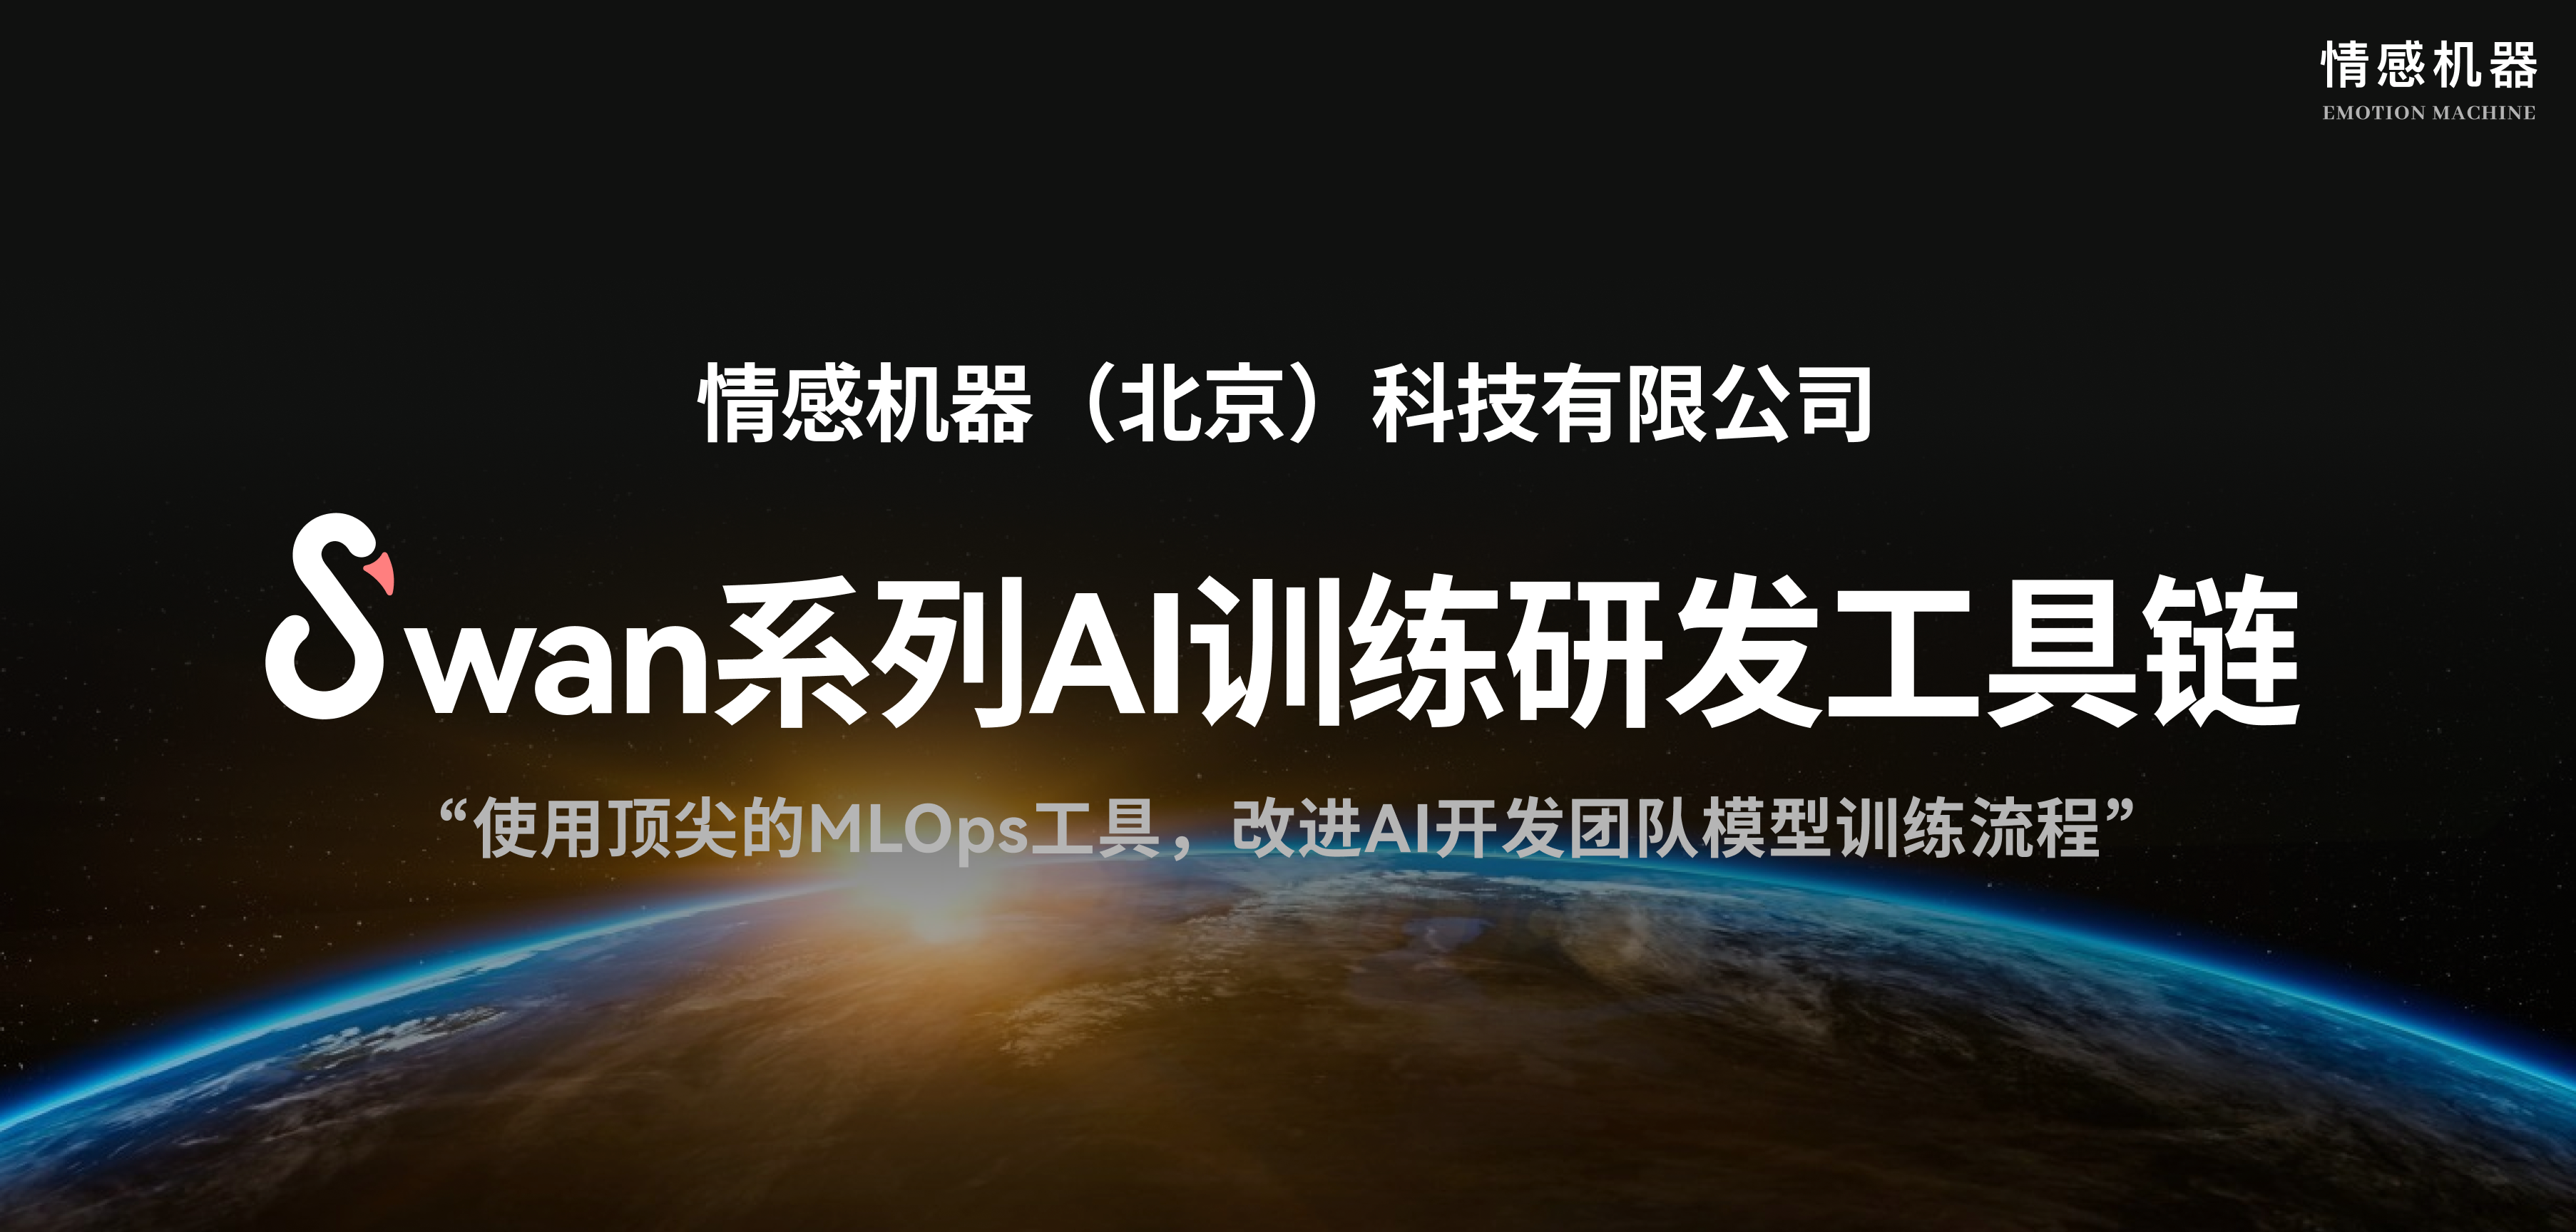 情感机器
EMOTION MACHINE
情感机器（北京）科技有限公司
Swan系列AI训练研发工具链
“使用顶尖的MLOps工具，改进AI开发团队模型训练流程”